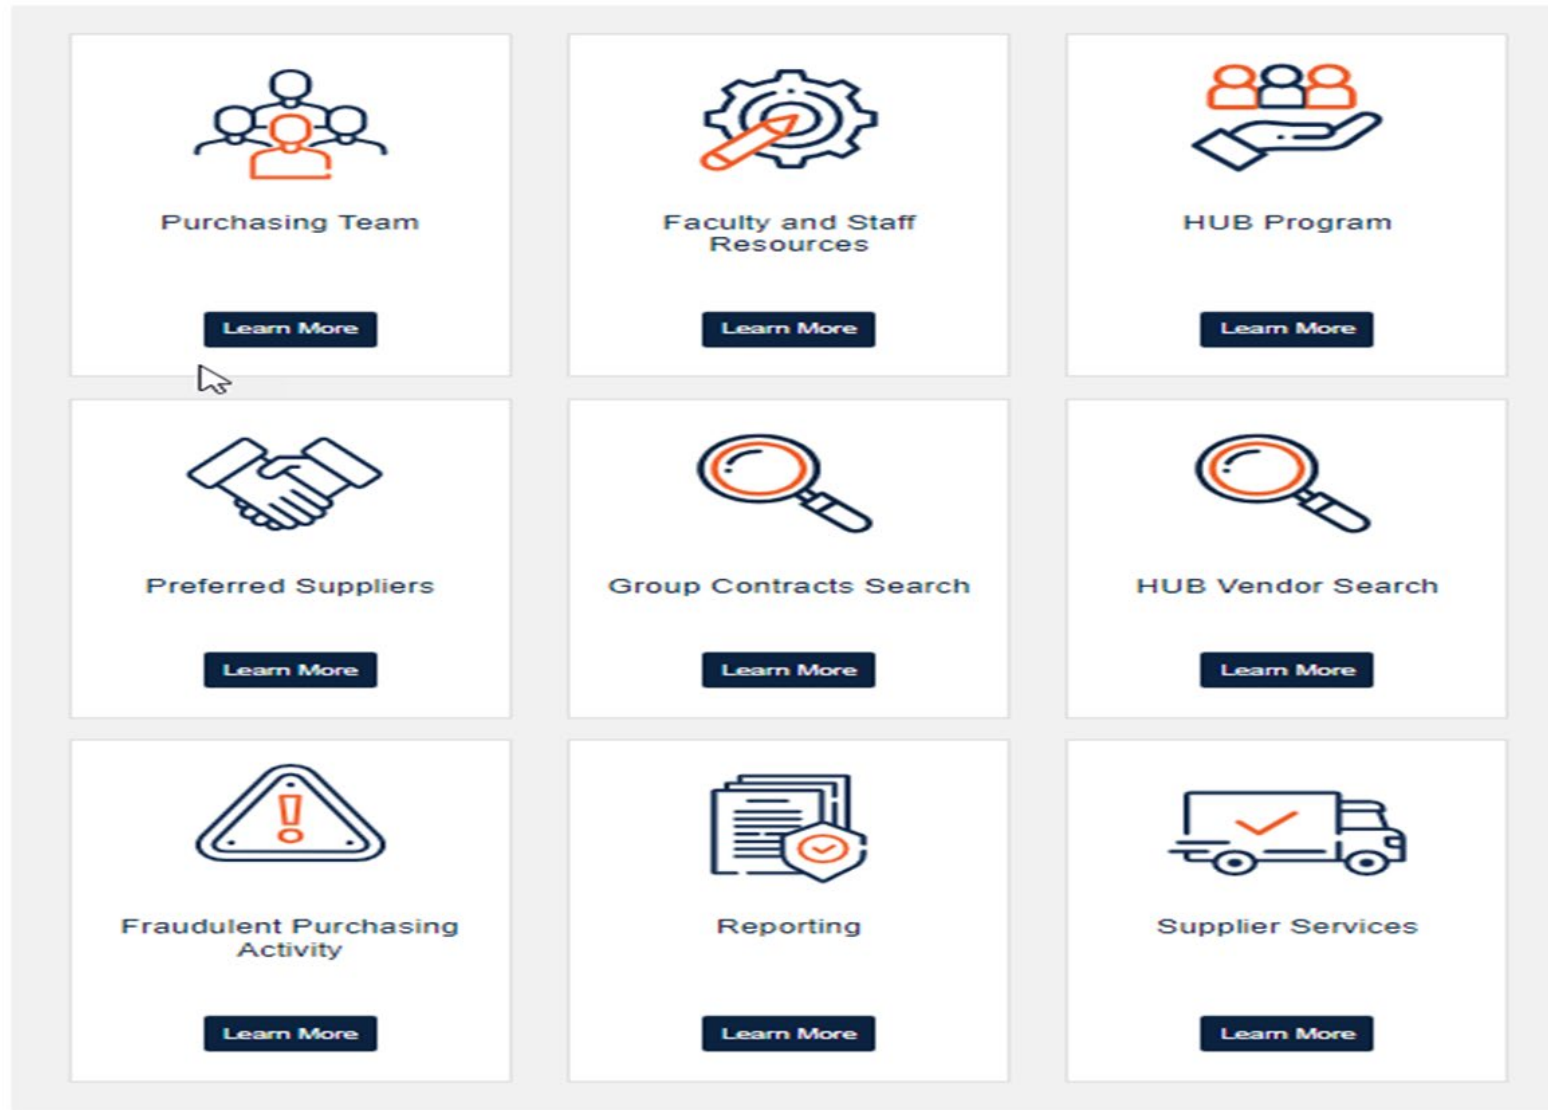 Purchasing Team
Learn More
Faculty and Staff
Resources
Learn More
HUB Program
Learn More
Preferred Suppliers
Learn More
Group Contracts Search
Learn More
HUB Vendor Search
Learn More
Fraudulent Purchasing
Activity
Learn More
Reporting
Learn More
Supplier Services
Learn More